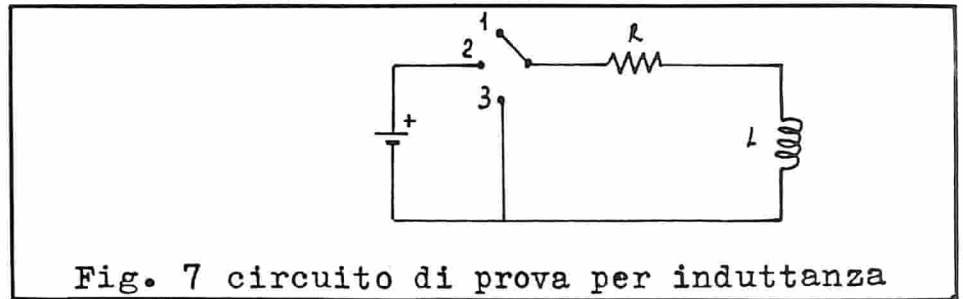 1
R
2
+
3
L
Fig. 7 circuito di prova per induttanza